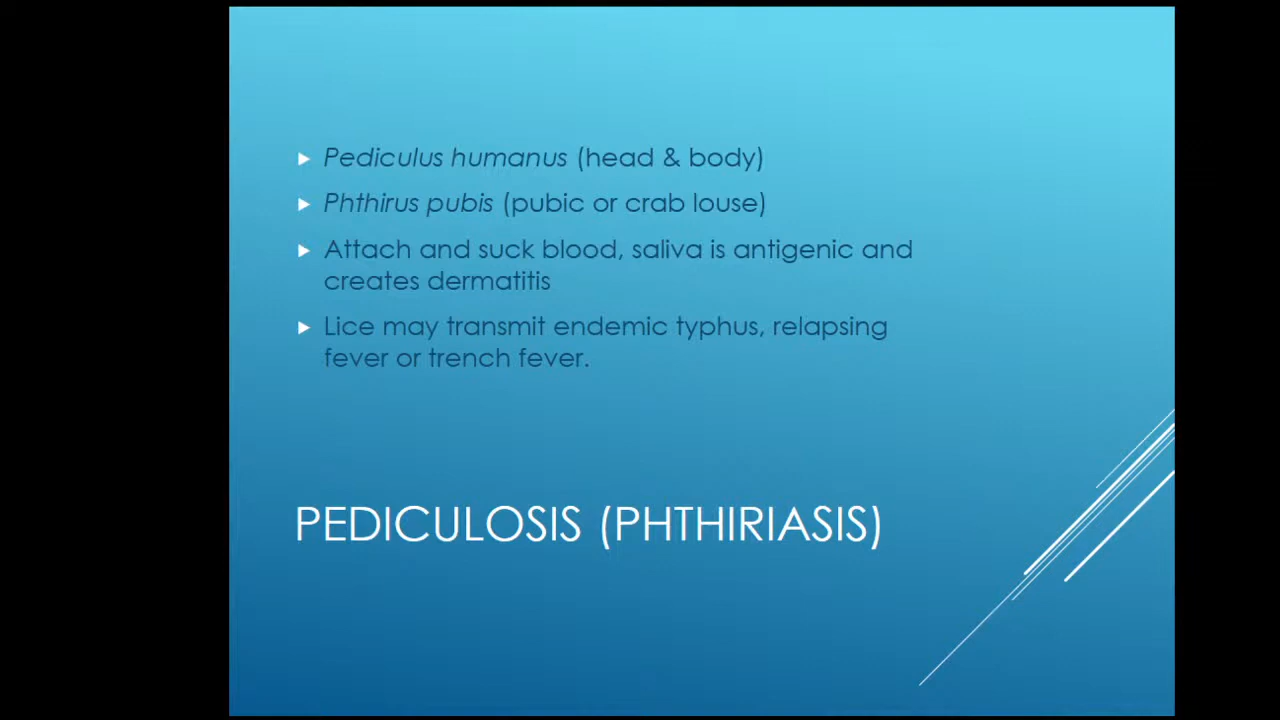 Pediculus humanus (head & body)
Phthirus pubis (pubic or crab louse)
Attach and suck blood, saliva is antigenic and
creates dermatitis
Lice may transmit endemic typhus, relapsing
fever or trench fever.
PEDICULOSIS (PHTHIRIASIS)